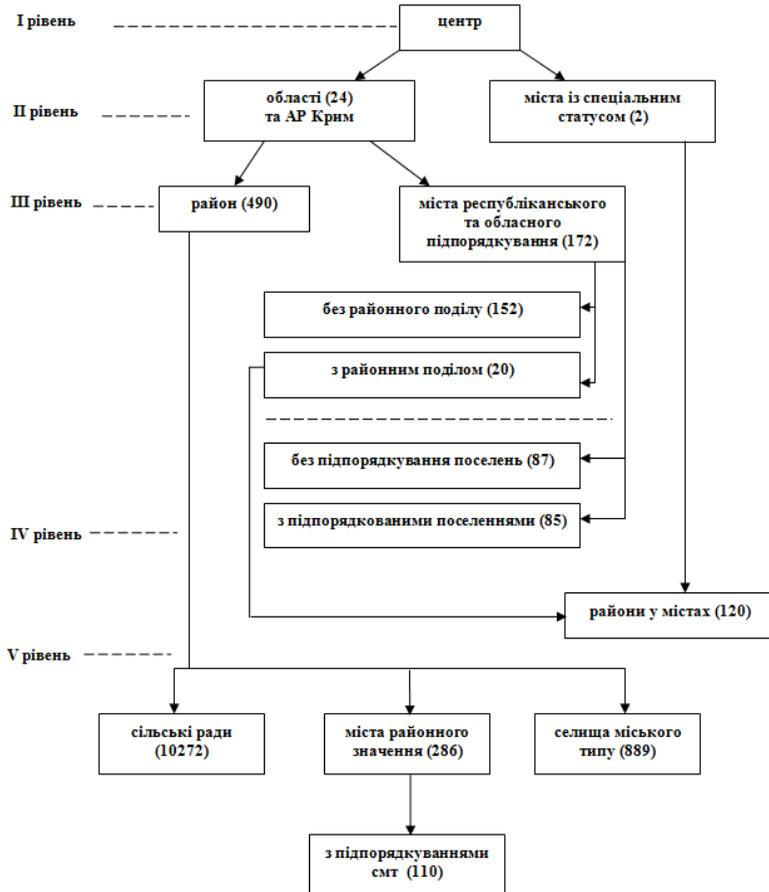 І рівень
центр
ІІ рівень
області (24)
та АР Крим
міста із спеціальним
статусом (2)
ІІІ рівень
район (490)
міста республіканського
та обласного
підпорядкування (172)
без районного поділу (152)
з районним поділом (20)
без підпорядкування поселень (87)
з підпорядкованими поселеннями (85)
IV рівень
райони у містах (120)
V рівень
сільські ради
(10272)
міста районного
значення (286)
селища міського
типу (889)
з підпорядкуваннями
смт (110)